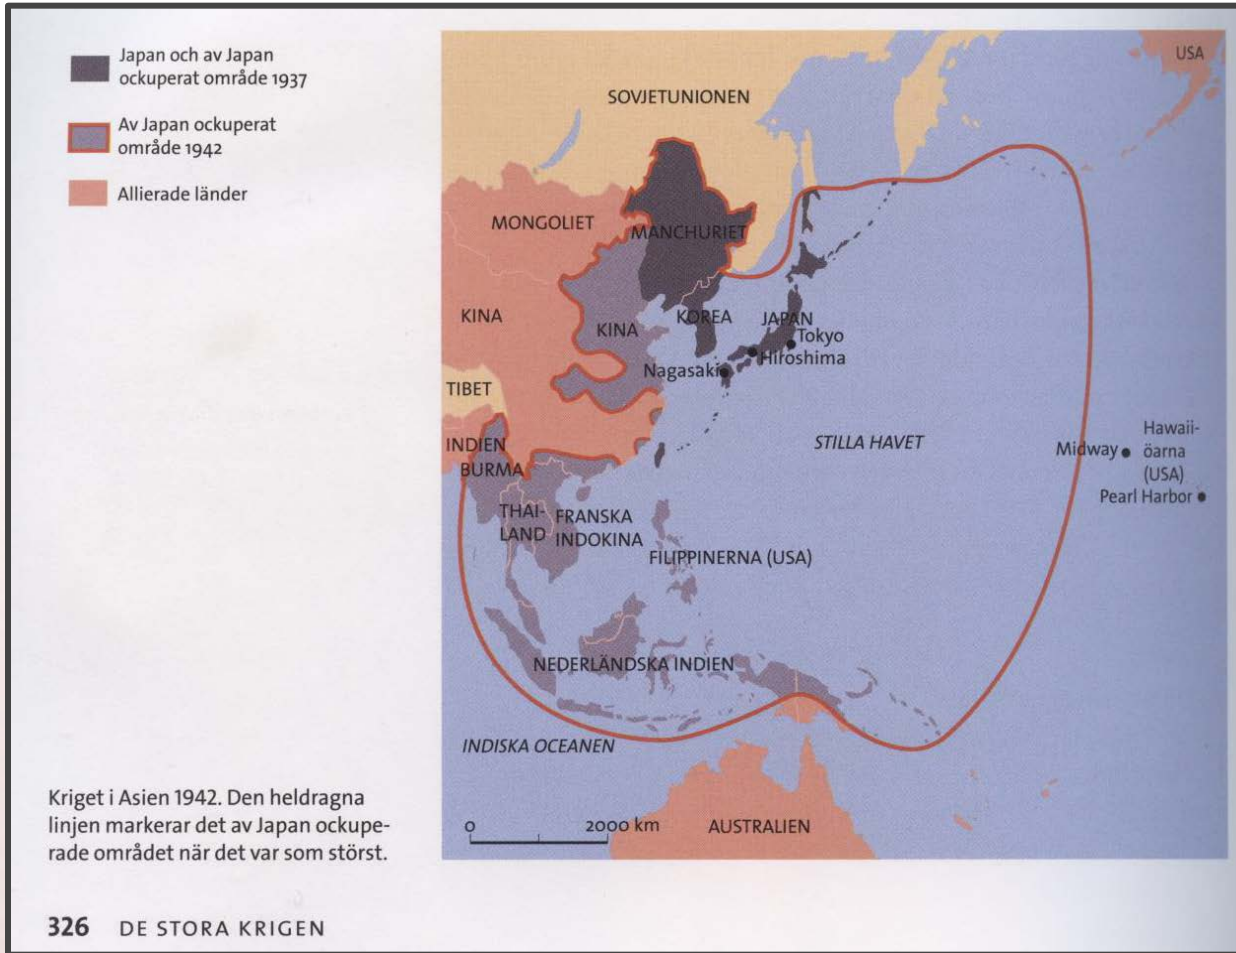 Japan och av Japan
ockuperat område 1937
Av Japan ockuperat
område 1942
Allierade länder
USA
SOVJETUNIONEN
MONGOLIET
MANCHURIET
KINA
KINA
KOREA
JAPAN
Tokyo
Hiroshima
Nagasaki
TIBET
INDIEN
BURMA
STILLA HAVET
Midway
Hawaii-
öarna
(USA)
Pearl Harbor
THAI-
LAND
FRANSKA
INDOKINA
FILIPPINERNA (USA)
NEDERLÄNDSKA INDIEN
INDISKA OCEANEN
0 2000 km
AUSTRALIEN
Kriget i Asien 1942. Den heldragna
linjen markerar det av Japan ockupe-
rade området när det var som störst.
326 DE STORA KRIGEN